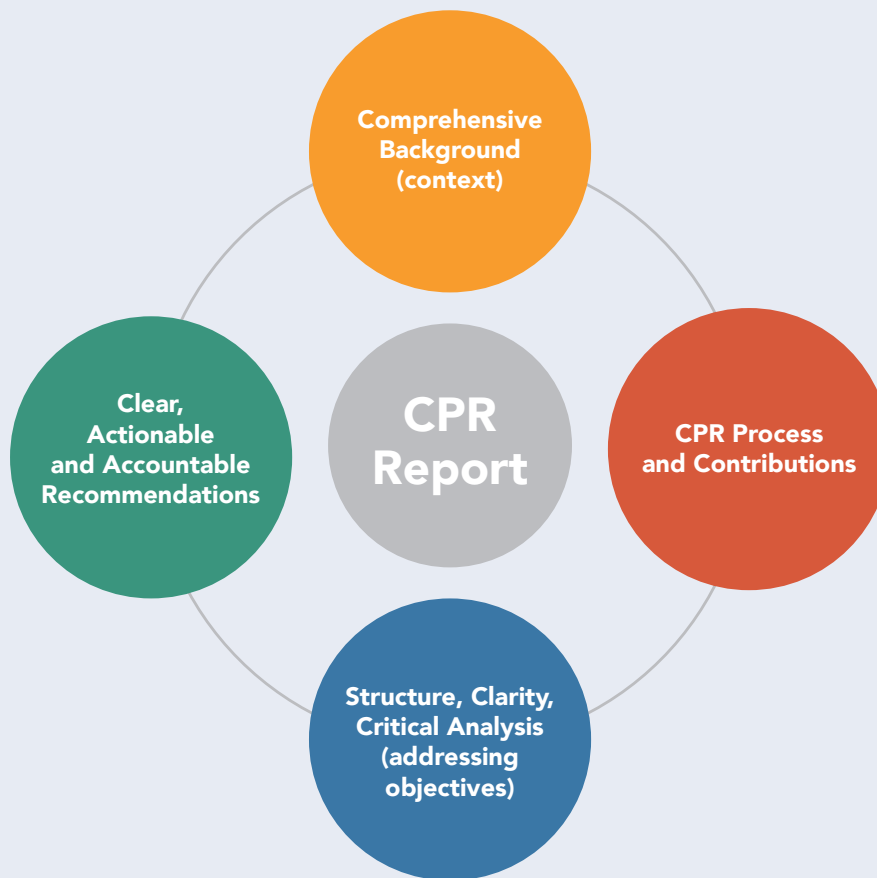 Comprehensive
Background
(context)
Clear,
Actionable
and Accountable
Recommendations
CPR
Report
CPR Process
and Contributions
Structure, Clarity,
Critical Analysis
(addressing
objectives)